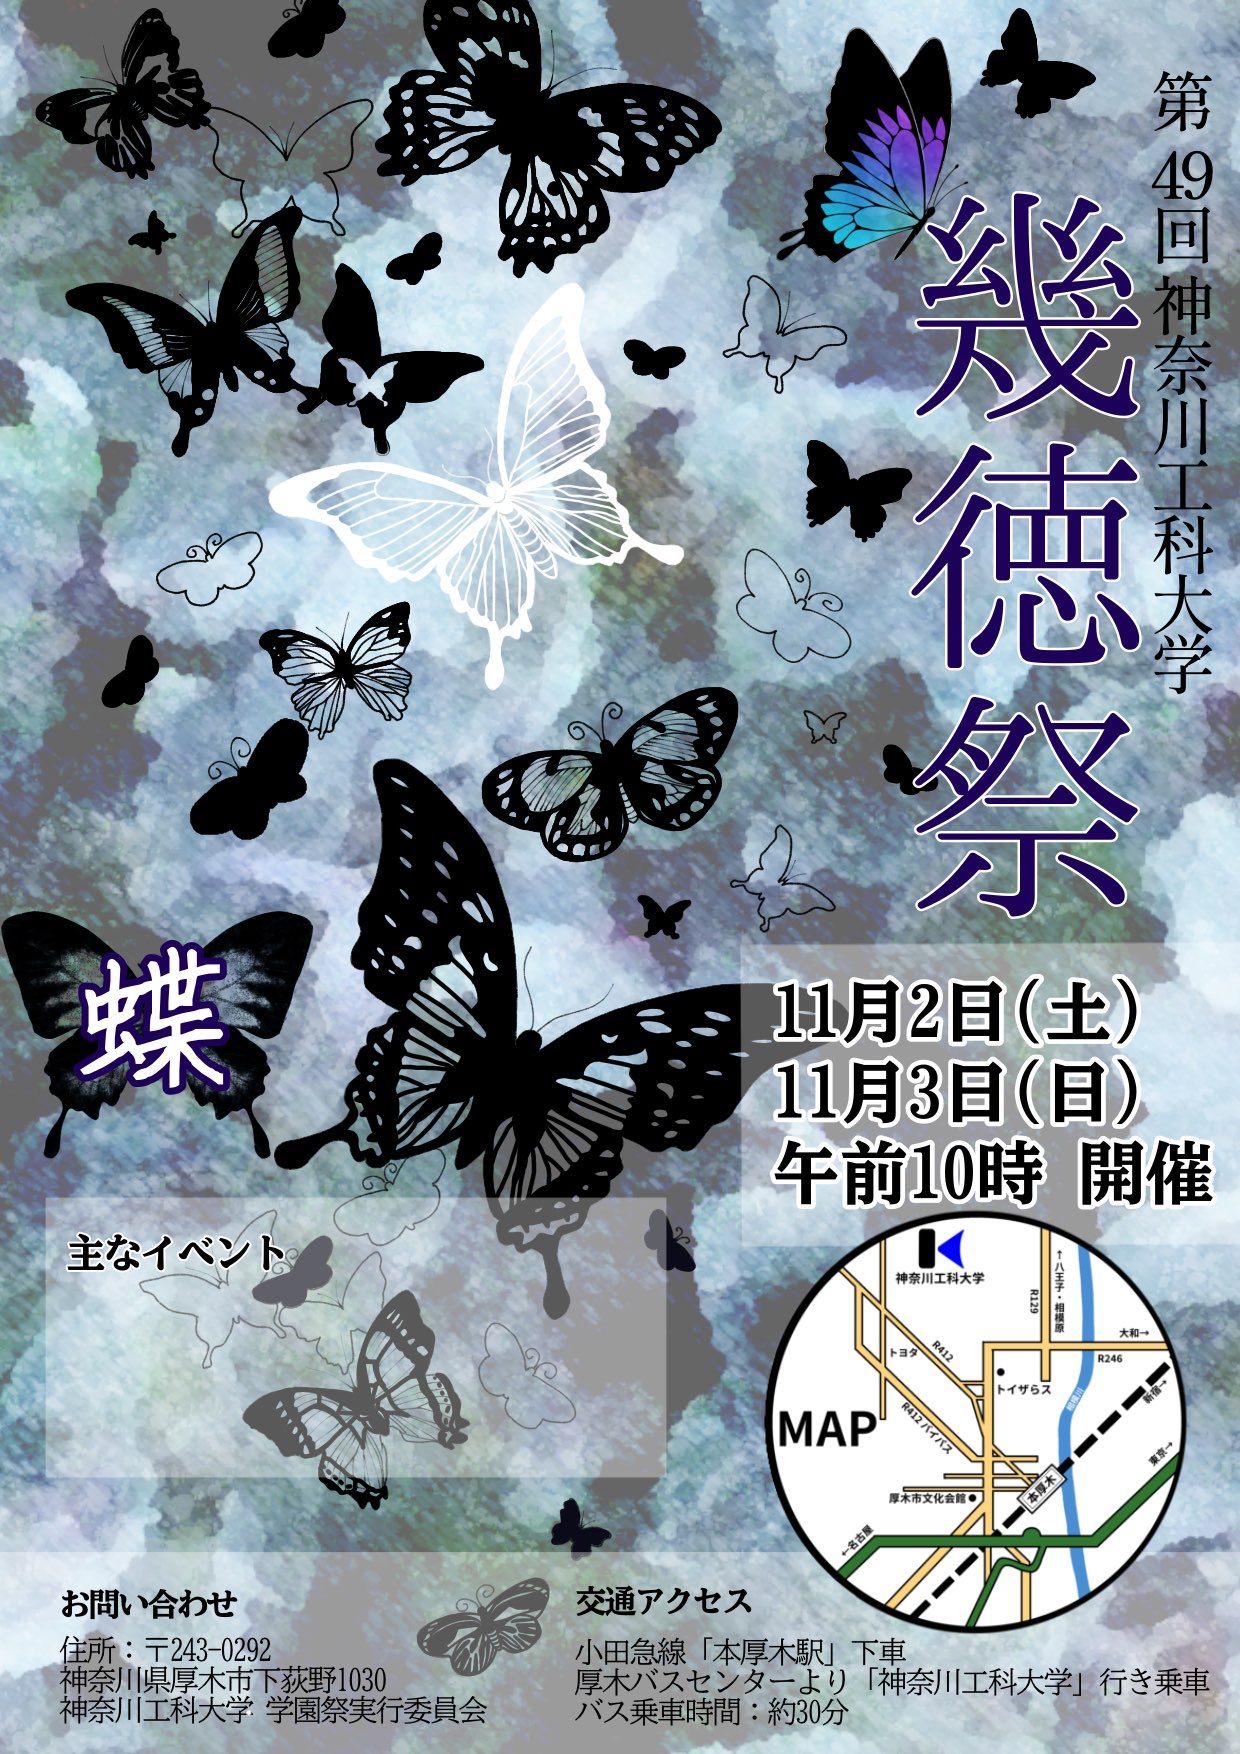 第49回神奈川工科大学
幾徳祭
蝶
11月2日(土)
11月3日(日)
午前10時 開催
主なイベント
神奈川工科大学
←八王子・相模原
R129
大和→
R246
トヨタ
R412
トイザらス
相模川
新宿→
R412 バイパス
MAP
東京→
本厚木
厚木市文化会館
←名古屋
お問い合わせ
住所：〒243-0292
神奈川県厚木市下荻野1030
神奈川工科大学 学園祭実行委員会
交通アクセス
小田急線「本厚木駅」下車
厚木バスセンターより「神奈川工科大学」行き乗車
バス乗車時間：約30分